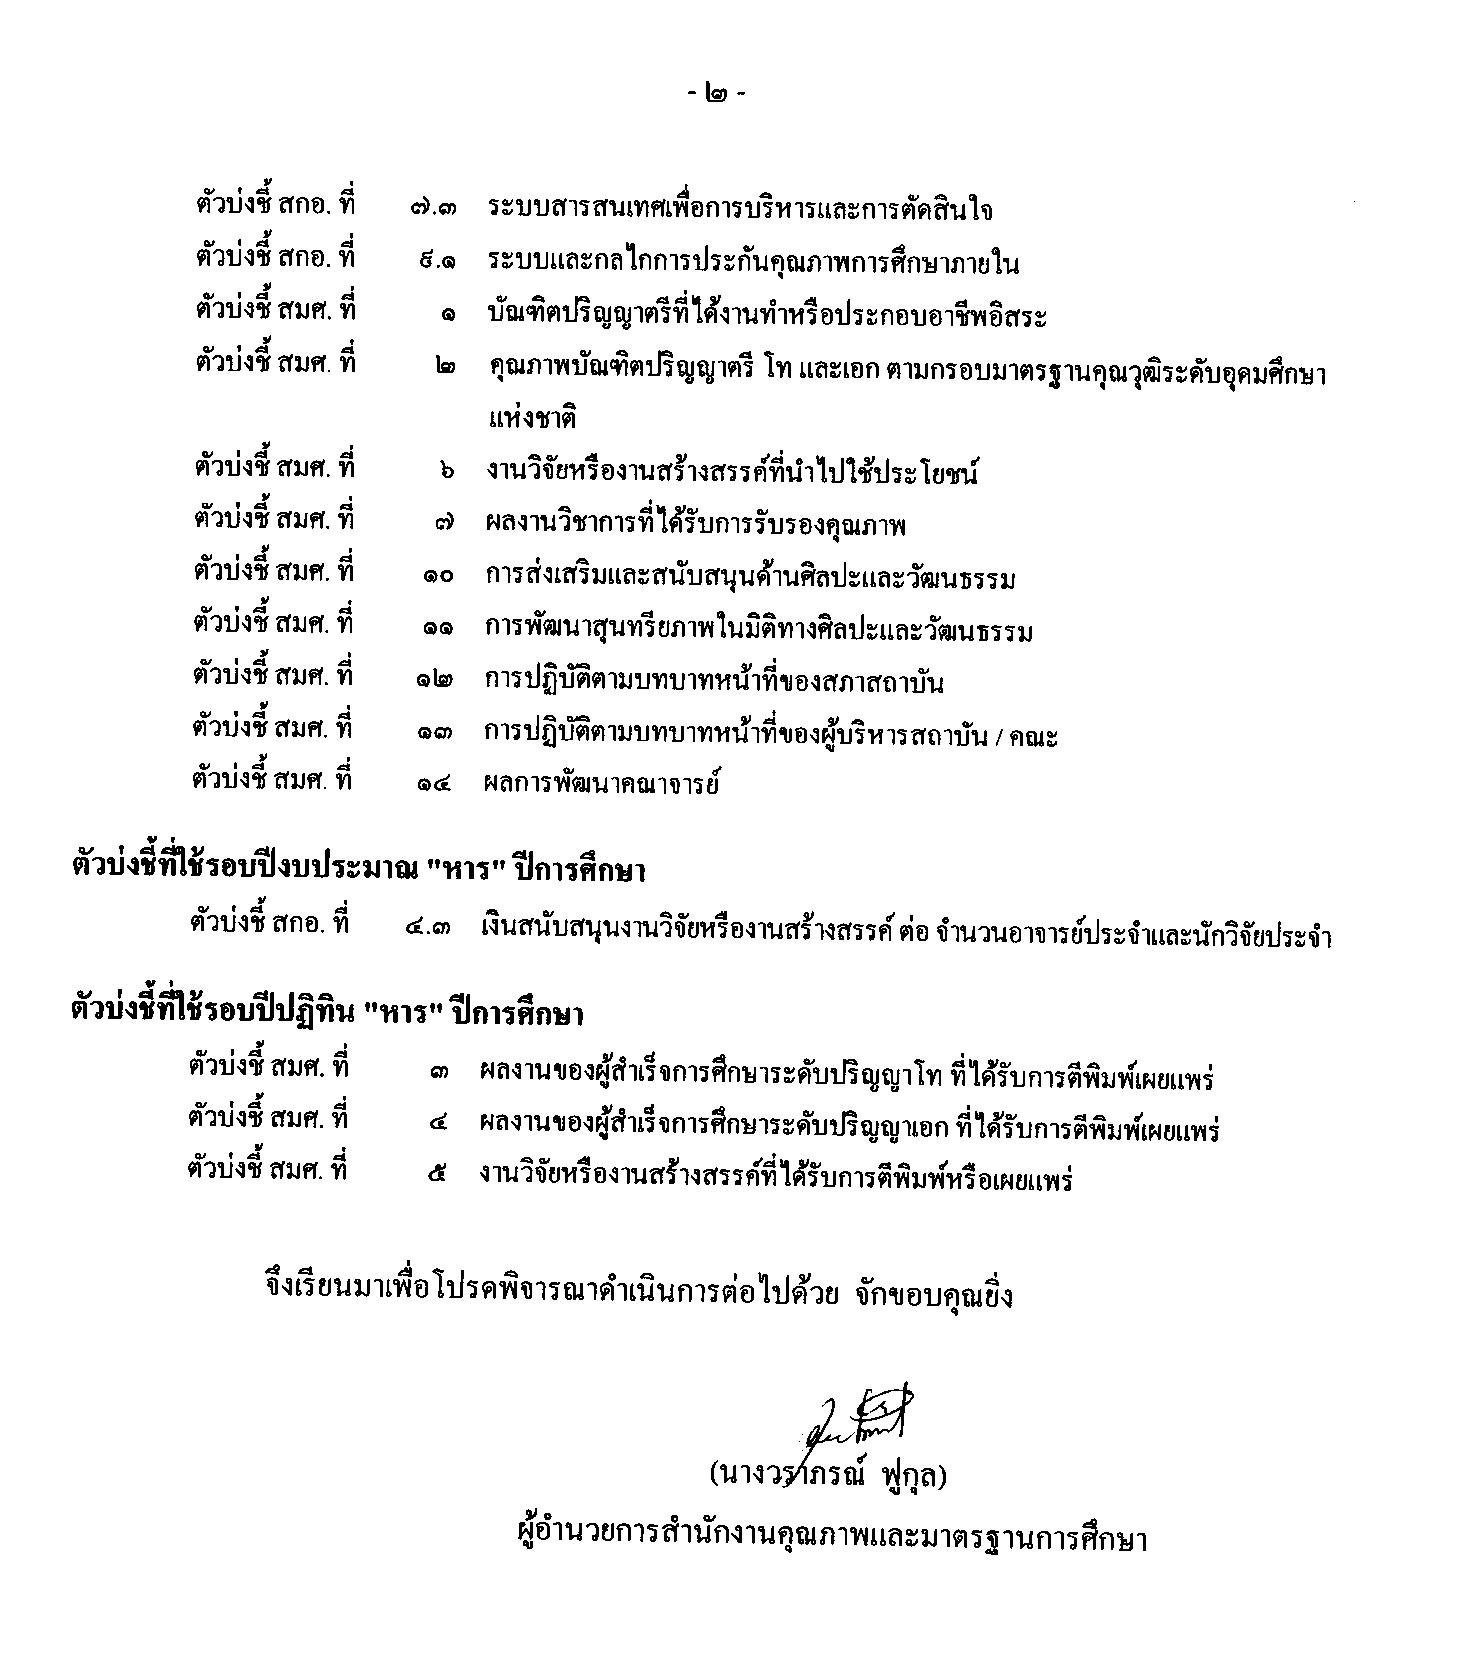 - ๒ -
ตัวบ่งชี้ สกอ. ที่ ๗.๓ ระบบสารสนเทศเพื่อการบริหารและการตัดสินใจ
ตัวบ่งชี้ สกอ. ที่ ๙.๑ ระบบและกลไกการประกันคุณภาพการศึกษาภายใน
ตัวบ่งชี้ สมศ. ที่ ๑ บัณฑิตปริญญาตรีที่ได้งานทำหรือประกอบอาชีพอิสระ
ตัวบ่งชี้ สมศ. ที่ ๒ คุณภาพบัณฑิตปริญญาตรี โท และเอก ตามกรอบมาตรฐานคุณวุฒิระดับอุดมศึกษา
แห่งชาติ
ตัวบ่งชี้ สมศ. ที่ ๖ งานวิจัยหรืองานสร้างสรรค์ที่นำไปใช้ประโยชน์
ตัวบ่งชี้ สมศ. ที่ ๗ ผลงานวิชาการที่ได้รับการรับรองคุณภาพ
ตัวบ่งชี้ สมศ. ที่ ๑๐ การส่งเสริมและสนับสนุนด้านศิลปะและวัฒนธรรม
ตัวบ่งชี้ สมศ. ที่ ๑๑ การพัฒนาสุนทรียภาพในมิติทางศิลปะและวัฒนธรรม
ตัวบ่งชี้ สมศ. ที่ ๑๒ การปฏิบัติตามบทบาทหน้าที่ของสภาสถาบัน
ตัวบ่งชี้ สมศ. ที่ ๑๓ การปฏิบัติตามบทบาทหน้าที่ของผู้บริหารสถาบัน / คณะ
ตัวบ่งชี้ สมศ. ที่ ๑๔ ผลการพัฒนาคณาจารย์
ตัวบ่งชี้ที่ใช้รอบปีงบประมาณ "หาร" ปีการศึกษา
ตัวบ่งชี้ สกอ. ที่ ๔.๓ เงินสนับสนุนงานวิจัยหรืองานสร้างสรรค์ ต่อ จำนวนอาจารย์ประจำและนักวิจัยประจำ
ตัวบ่งชี้ที่ใช้รอบปีปฏิทิน "หาร" ปีการศึกษา
ตัวบ่งชี้ สมศ. ที่ ๓ ผลงานของผู้สำเร็จการศึกษาระดับปริญญาโท ที่ได้รับการตีพิมพ์เผยแพร่
ตัวบ่งชี้ สมศ. ที่ ๔ ผลงานของผู้สำเร็จการศึกษาระดับปริญญาเอก ที่ได้รับการตีพิมพ์เผยแพร่
ตัวบ่งชี้ สมศ. ที่ ๕ งานวิจัยหรืองานสร้างสรรค์ที่ได้รับการตีพิมพ์หรือเผยแพร่
จึงเรียนมาเพื่อโปรดพิจารณาดำเนินการต่อไปด้วย จักขอบคุณยิ่ง
(นางวราภรณ์ ฟูกุล)
ผู้อำนวยการสำนักงานคุณภาพและมาตรฐานการศึกษา